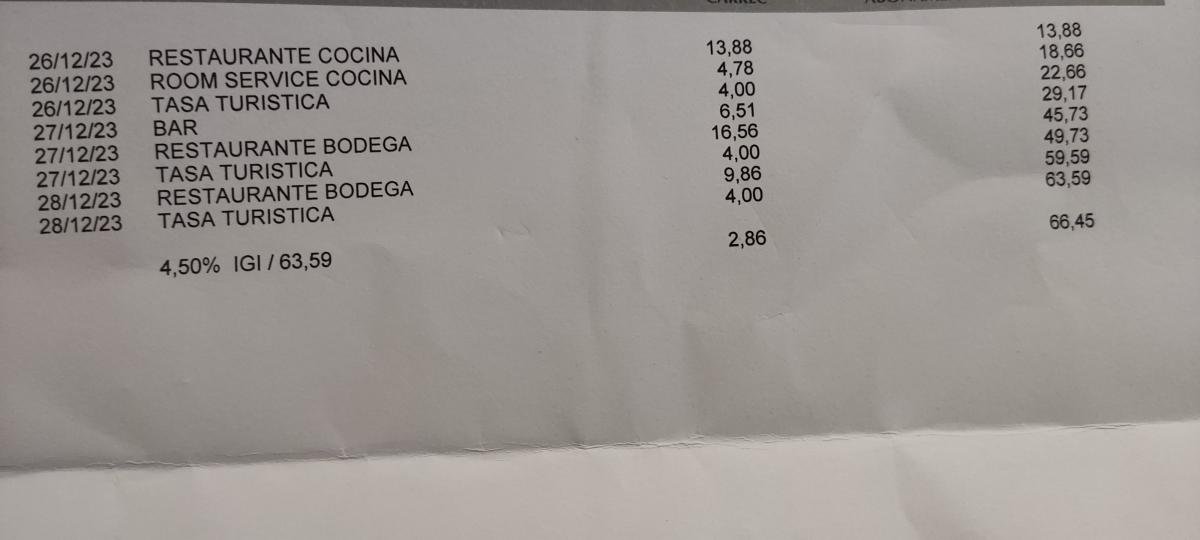 26/12/23 RESTAURANTE COCINA 13,88 13,88
26/12/23 ROOM SERVICE COCINA 4,78 18,66
26/12/23 TASA TURISTICA 4,00 22,66
27/12/23 BAR 6,51 29,17
27/12/23 RESTAURANTE BODEGA 16,56 45,73
27/12/23 TASA TURISTICA 4,00 49,73
28/12/23 RESTAURANTE BODEGA 9,86 59,59
28/12/23 TASA TURISTICA 4,00 63,59
4,50% IGI / 63,59 2,86 66,45